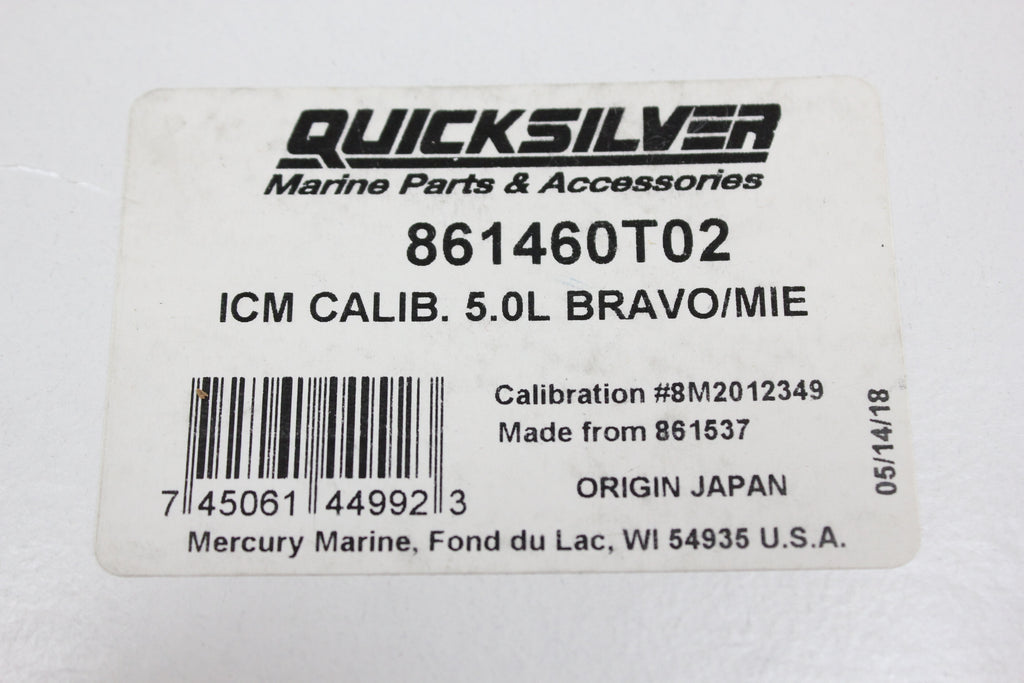 QUICKSILVER
Marine Parts & Accessories
861460T02
ICM CALIB. 5.0L BRAVO/MIE
Calibration #8M2012349
Made from 861537
ORIGIN JAPAN
05/14/18
7 45061 44992 3
Mercury Marine, Fond du Lac, WI 54935 U.S.A.